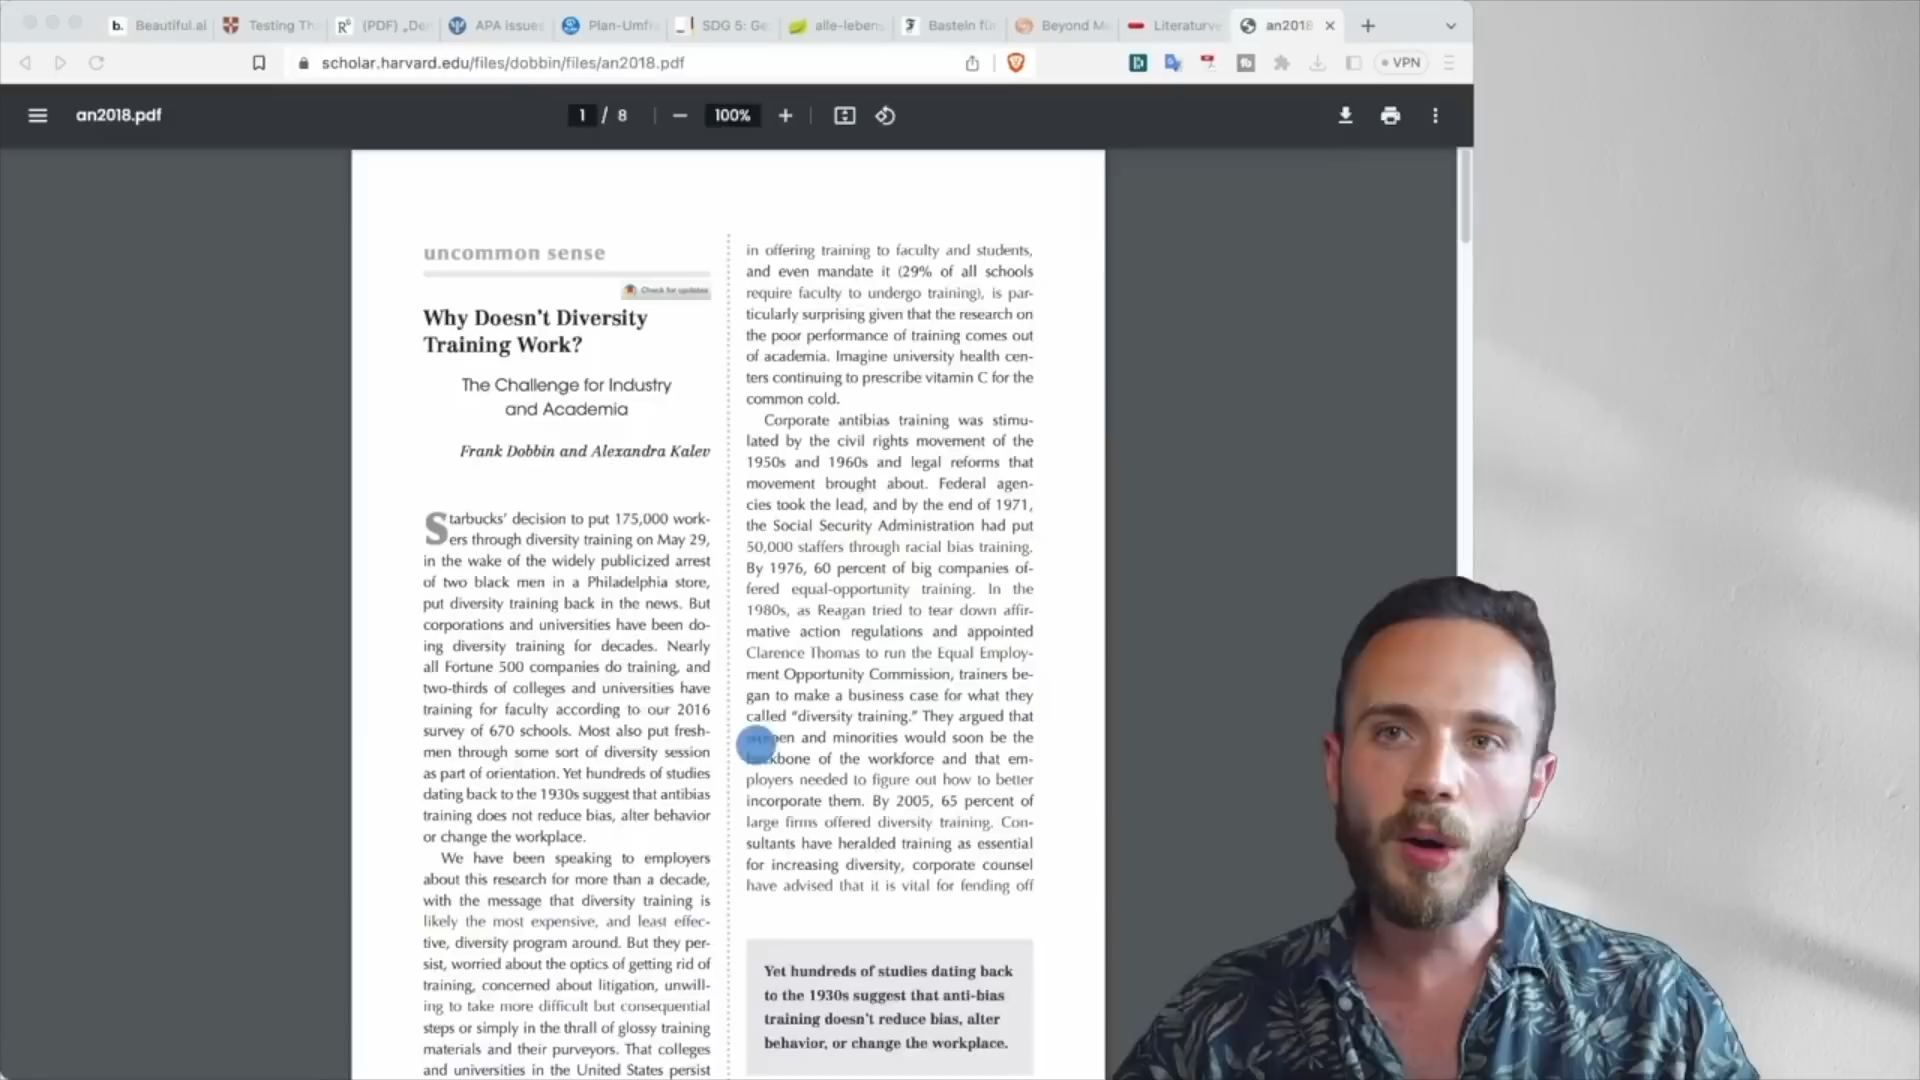 b. Beautiful.ai
Testing Th
R (PDF) „De
APA issues
Plan-Umf
SDG 5: Ge
alle-lebens
Basteln für
Beyond M
Literaturve
an2018
scholar.harvard.edu/files/dobbin/files/an2018.pdf
VPN
an2018.pdf
1 / 8
100%
uncommon sense
Check for updates
Why Doesn't Diversity
Training Work?
The Challenge for Industry
and Academia
Frank Dobbin and Alexandra Kalev
Starbucks' decision to put 175,000 work-
ers through diversity training on May 29,
in the wake of the widely publicized arrest
of two black men in a Philadelphia store,
put diversity training back in the news. But
corporations and universities have been do-
ing diversity training for decades. Nearly
all Fortune 500 companies do training, and
two-thirds of colleges and universities have
training for faculty according to our 2016
survey of 670 schools. Most also put fresh-
men through some sort of diversity session
as part of orientation. Yet hundreds of studies
dating back to the 1930s suggest that antibias
training does not reduce bias, alter behavior
or change the workplace.
We have been speaking to employers
about this research for more than a decade,
with the message that diversity training is
likely the most expensive, and least effec-
tive, diversity program around. But they per-
sist, worried about the optics of getting rid of
training, concerned about litigation, unwill-
ing to take more difficult but consequential
steps or simply in the thrall of glossy training
materials and their purveyors. That colleges
and universities in the United States persist
in offering training to faculty and students,
and even mandate it (29% of all schools
require faculty to undergo training), is par-
ticularly surprising given that the research on
the poor performance of training comes out
of academia. Imagine university health cen-
ters continuing to prescribe vitamin C for the
common cold.
Corporate antibias training was stimu-
lated by the civil rights movement of the
1950s and 1960s and legal reforms that
movement brought about. Federal agen-
cies took the lead, and by the end of 1971,
the Social Security Administration had put
50,000 staffers through racial bias training.
By 1976, 60 percent of big companies of-
fered equal-opportunity training. In the
1980s, as Reagan tried to tear down affir-
mative action regulations and appointed
Clarence Thomas to run the Equal Employ-
ment Opportunity Commission, trainers be-
gan to make a business case for what they
called "diversity training." They argued that
women and minorities would soon be the
backbone of the workforce and that em-
ployers needed to figure out how to better
incorporate them. By 2005, 65 percent of
large firms offered diversity training. Con-
sultants have heralded training as essential
for increasing diversity, corporate counsel
have advised that it is vital for fending off
Yet hundreds of studies dating back
to the 1930s suggest that anti-bias
training doesn't reduce bias, alter
behavior, or change the workplace.